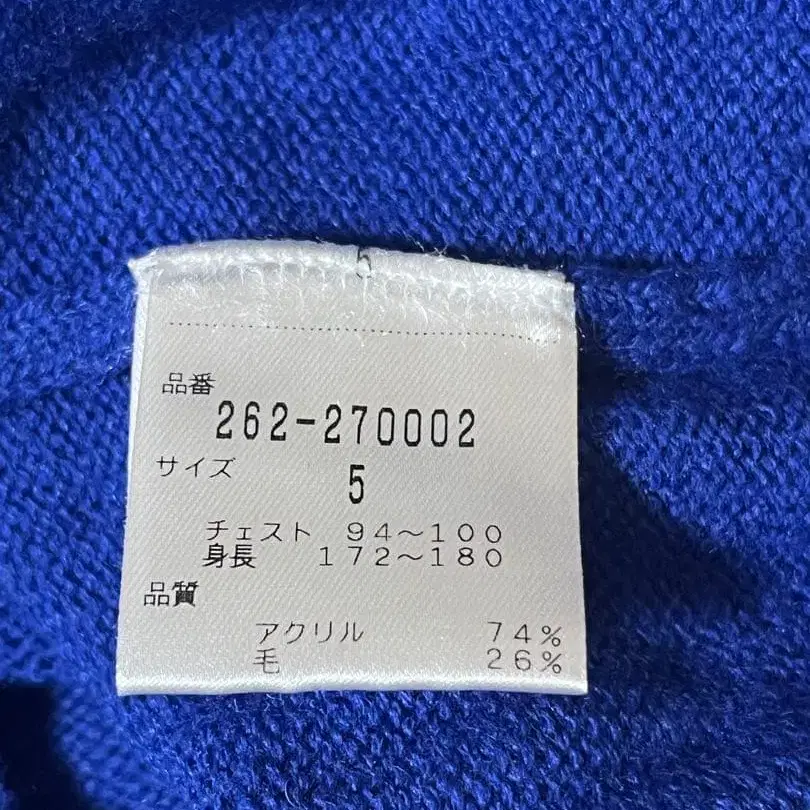 5
品番
262-270002
サイズ
5
チェスト 94~100
身長 172~180
品質
アクリル 74%
毛 26%